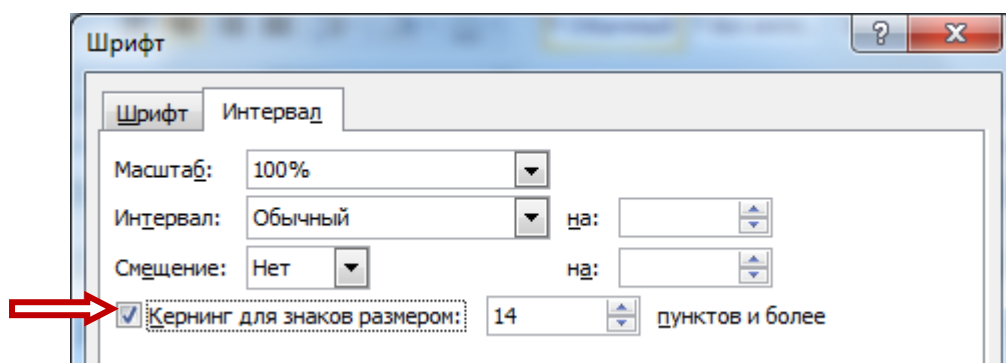 Шрифт
Шрифт Интервал
Масштаб: 100%
Интервал: Обычный на:
Смещение: Нет на:
Кернинг для знаков размером: 14 пунктов и более